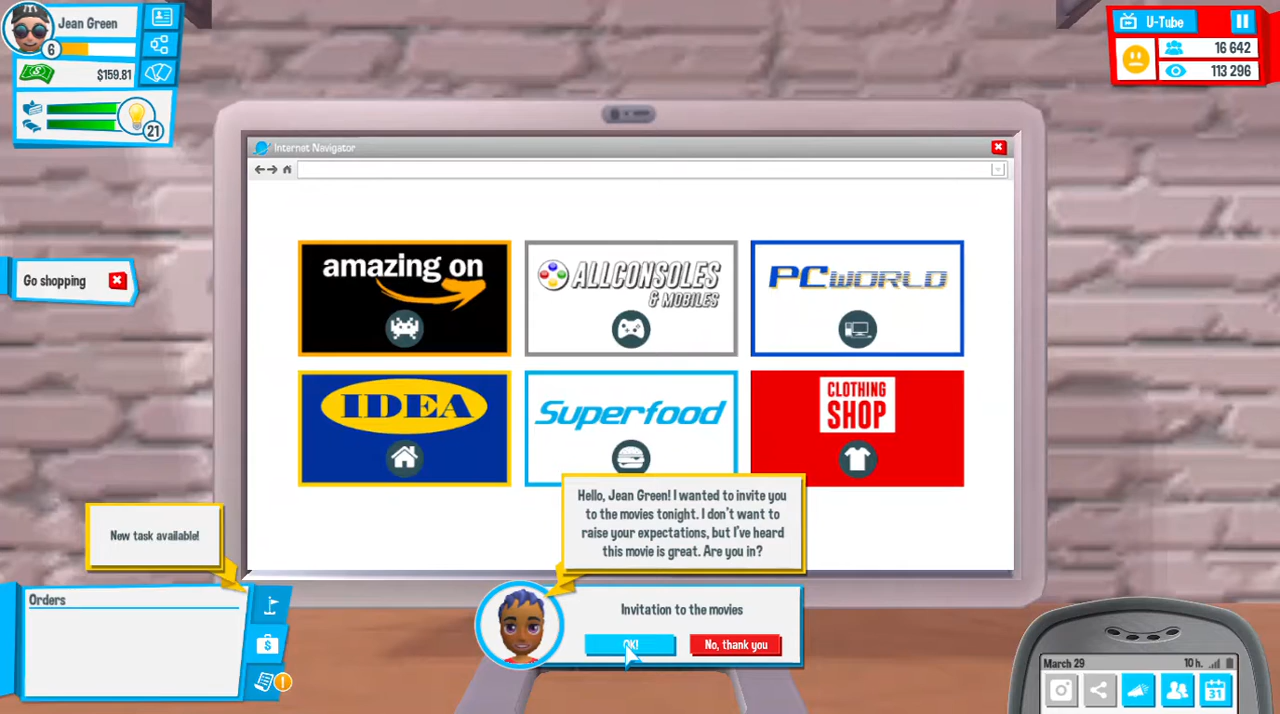 Jean Green
6
$159.81
21
U-Tube
16 642
113 296
Internet Navigator
Go shopping
amazing on
ALLCONSOLES
& MOBILES
PCWORLD
IDEA
Superfood
CLOTHING
SHOP
Hello, Jean Green! I wanted to invite you
to the movies tonight. I don't want to
raise your expectations, but I've heard
this movie is great. Are you in?
New task available!
Orders
Invitation to the movies
OK!
No, thank you
March 29
10 h.
31